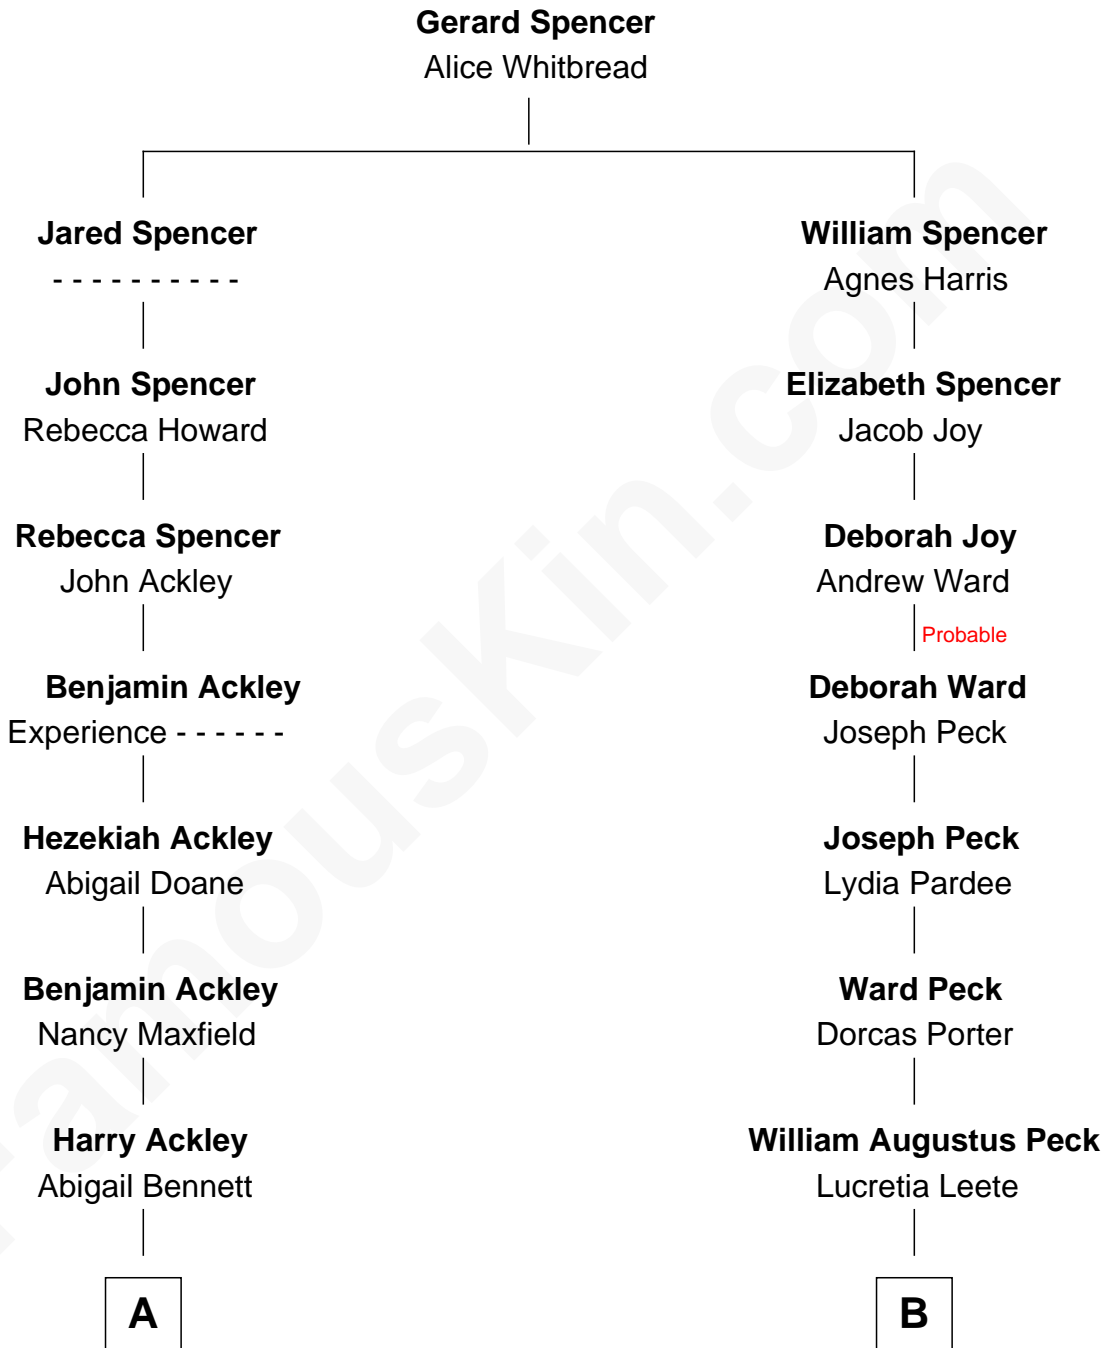 Gerard Spencer
Alice Whitbread
Jared Spencer
- - - - - - - - - -
William Spencer
Agnes Harris
John Spencer
Rebecca Howard
Elizabeth Spencer
Jacob Joy
Rebecca Spencer
John Ackley
Deborah Joy
Andrew Ward
Probable
Benjamin Ackley
Experience - - - - - -
Deborah Ward
Joseph Peck
Hezekiah Ackley
Abigail Doane
Joseph Peck
Lydia Pardee
Benjamin Ackley
Nancy Maxfield
Ward Peck
Dorcas Porter
Harry Ackley
Abigail Bennett
William Augustus Peck
Lucretia Leete
A
B
FamousKin.com